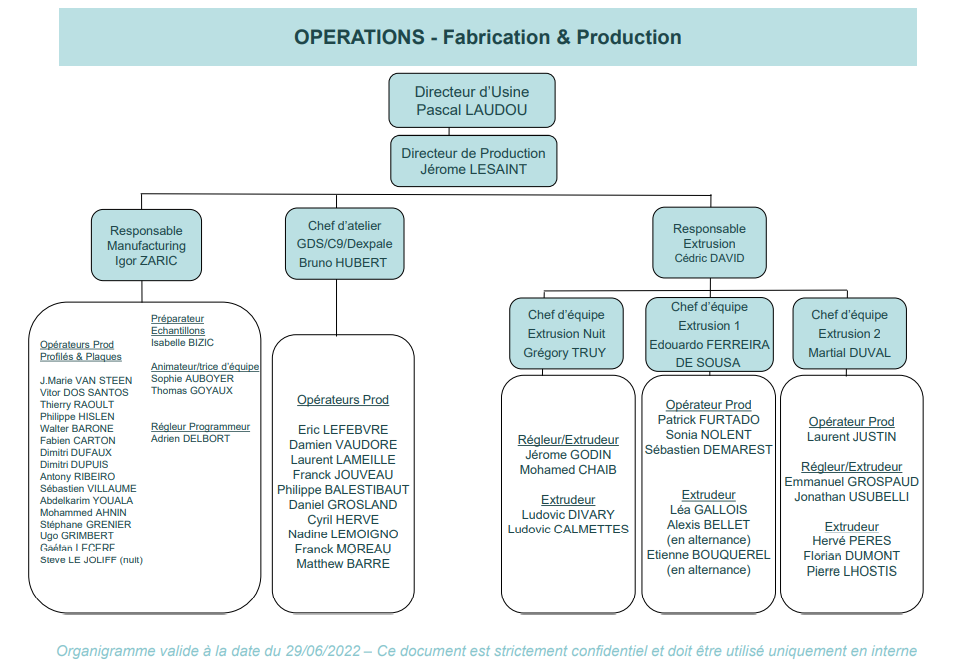 OPERATIONS - Fabrication & Production
Directeur d'Usine
Pascal LAUDOU
Directeur de Production
Jérome LESAINT
Responsable
Manufacturing
Igor ZARIC
Chef d'atelier
GDS/C9/Dexpale
Bruno HUBERT
Responsable
Extrusion
Cédric DAVID
Chef d'équipe
Extrusion Nuit
Grégory TRUY
Chef d'équipe
Extrusion 1
Edouardo FERREIRA
DE SOUSA
Chef d'équipe
Extrusion 2
Martial DUVAL
Opérateurs Prod
Profilés & Plaques
J.Marie VAN STEEN
Vitor DOS SANTOS
Thierry RAOULT
Philippe HISLEN
Walter BARONE
Fabien CARTON
Dimitri DUFAUX
Dimitri DUPUIS
Antony RIBEIRO
Sébastien VILLAUME
Abdelkarim YOUALA
Mohammed AHNIN
Stéphane GRENIER
Ugo GRIMBERT
Gaétan LECERF
Steve LE JOLIFF (nuit)
Préparateur
Echantillons
Isabelle BIZIC
Animateur/trice d'équipe
Sophie AUBOYER
Thomas GOYAUX
Régleur Programmeur
Adrien DELBORT
Opérateurs Prod
Eric LEFEBVRE
Damien VAUDORE
Laurent LAMEILLE
Franck JOUVEAU
Philippe BALESTIBAUT
Daniel GROSLAND
Cyril HERVE
Nadine LEMOIGNO
Franck MOREAU
Matthew BARRE
Régleur/Extrudeur
Jérome GODIN
Mohamed CHAIB
Extrudeur
Ludovic DIVARY
Ludovic CALMETTES
Opérateur Prod
Patrick FURTADO
Sonia NOLENT
Sébastien DEMAREST
Extrudeur
Léa GALLOIS
Alexis BELLET
(en alternance)
Etienne BOUQUEREL
(en alternance)
Opérateur Prod
Laurent JUSTIN
Régleur/Extrudeur
Emmanuel GROSPAUD
Jonathan USUBELLI
Extrudeur
Hervé PERES
Florian DUMONT
Pierre LHOSTIS
Organigramme valide à la date du 29/06/2022 – Ce document est strictement confidentiel et doit être utilisé uniquement en interne